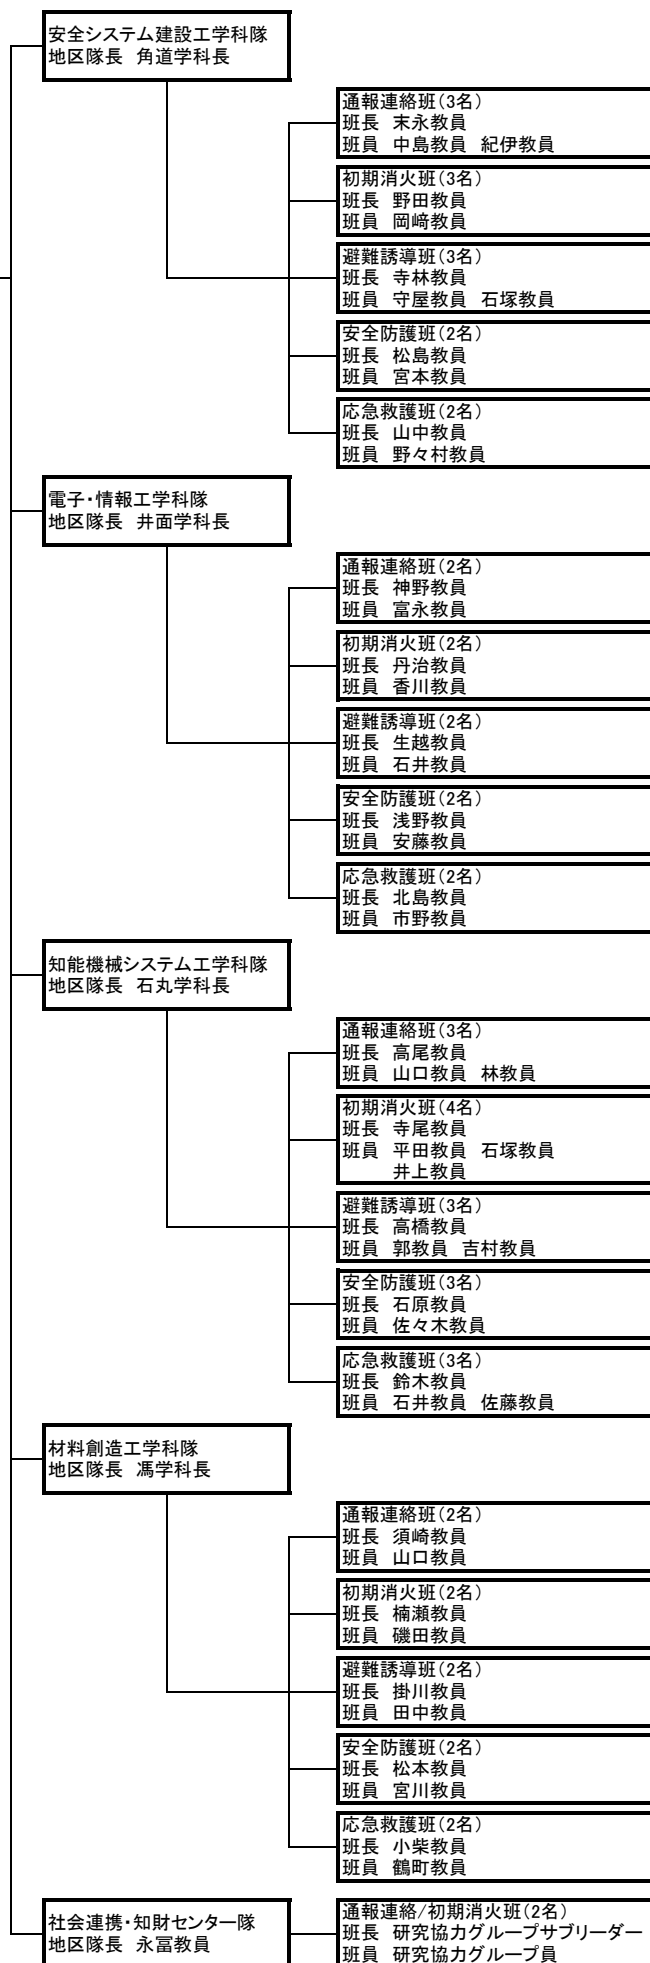 安全システム建設工学科隊
地区隊長　角道学科長
通報連絡班(3名)
班長　末永教員
班員　中島教員　紀伊教員
初期消火班(3名)
班長　野田教員
班員　岡﨑教員
避難誘導班(3名)
班長　寺林教員
班員　守屋教員　石塚教員
安全防護班(2名)
班長　松島教員
班員　宮本教員
応急救護班(2名)
班長　山中教員
班員　野々村教員
電子・情報工学科隊
地区隊長　井面学科長
通報連絡班(2名)
班長　神野教員
班員　富永教員
初期消火班(2名)
班長　丹治教員
班員　香川教員
避難誘導班(2名)
班長　生越教員
班員　石井教員
安全防護班(2名)
班長　浅野教員
班員　安藤教員
応急救護班(2名)
班長　北島教員
班員　市野教員
知能機械システム工学科隊
地区隊長　石丸学科長
通報連絡班(3名)
班長　高尾教員
班員　山口教員　林教員
初期消火班(4名)
班長　寺尾教員
班員　平田教員　石塚教員
井上教員
避難誘導班(3名)
班長　高橋教員
班員　郭教員　吉村教員
安全防護班(3名)
班長　石原教員
班員　佐々木教員
応急救護班(3名)
班長　鈴木教員
班員　石井教員　佐藤教員
材料創造工学科隊
地区隊長　馮学科長
通報連絡班(2名)
班長　須崎教員
班員　山口教員
初期消火班(2名)
班長　楠瀬教員
班員　磯田教員
避難誘導班(2名)
班長　掛川教員
班員　田中教員
安全防護班(2名)
班長　松本教員
班員　宮川教員
応急救護班(2名)
班長　小柴教員
班員　鶴町教員
社会連携・知財センター隊
地区隊長　永冨教員
通報連絡/初期消火班(2名)
班長　研究協力グループサブリーダー
班員　研究協力グループ員